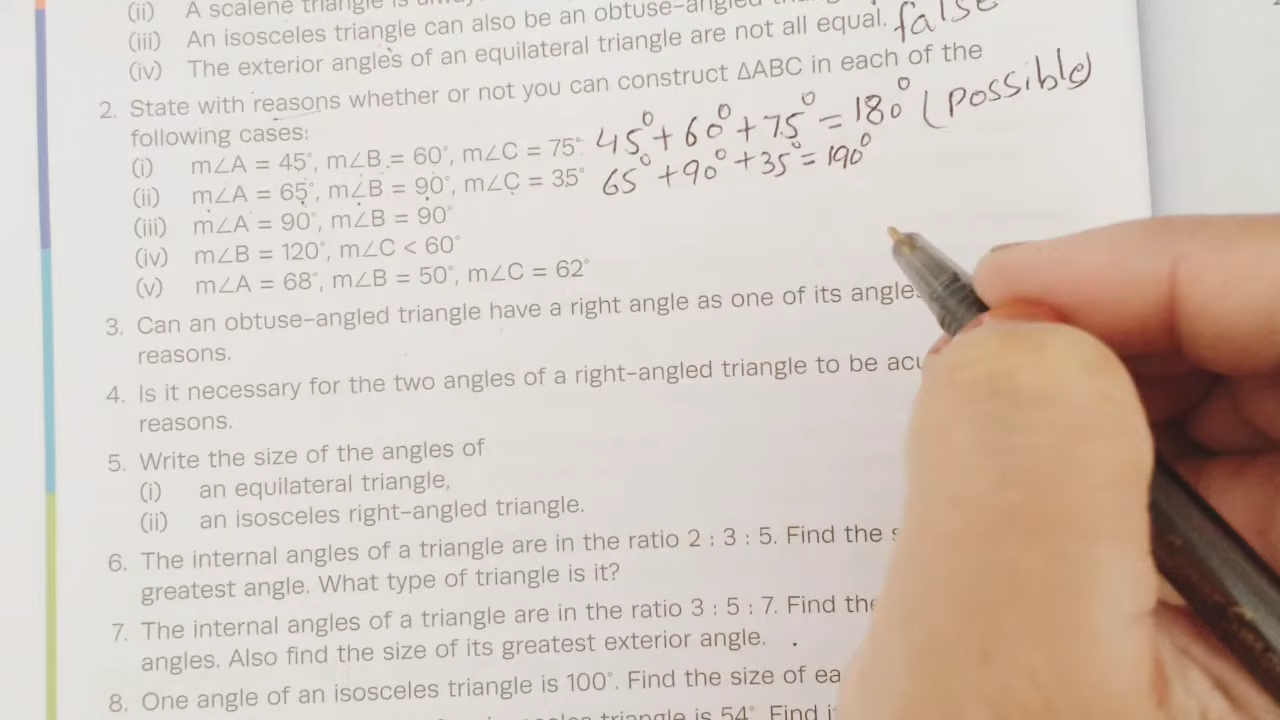 (ii) A scalene triangle is
(iii) An isosceles triangle can also be an obtuse-angled
(iv) The exterior angles of an equilateral triangle are not all equal. false
2. State with reasons whether or not you can construct ΔABC in each of the
following cases:
(i) m∠A = 45°, m∠B = 60°, m∠C = 75° 45° + 60° + 75° = 180° (possible
(ii) m∠A = 65°, m∠B = 90°, m∠C = 35° 65° + 90° + 35° = 190°
(iii) m∠A = 90°, m∠B = 90°
(iv) m∠B = 120°, m∠C < 60°
(v) m∠A = 68°, m∠B = 50°, m∠C = 62°
3. Can an obtuse-angled triangle have a right angle as one of its angles
reasons.
4. Is it necessary for the two angles of a right-angled triangle to be
reasons.
5. Write the size of the angles of
(i) an equilateral triangle,
(ii) an isosceles right-angled triangle.
6. The internal angles of a triangle are in the ratio 2 : 3 : 5. Find the
greatest angle. What type of triangle is it?
7. The internal angles of a triangle are in the ratio 3 : 5 : 7. Find the
angles. Also find the size of its greatest exterior angle.
8. One angle of an isosceles triangle is 100°. Find the size of
triangle is 54° Find